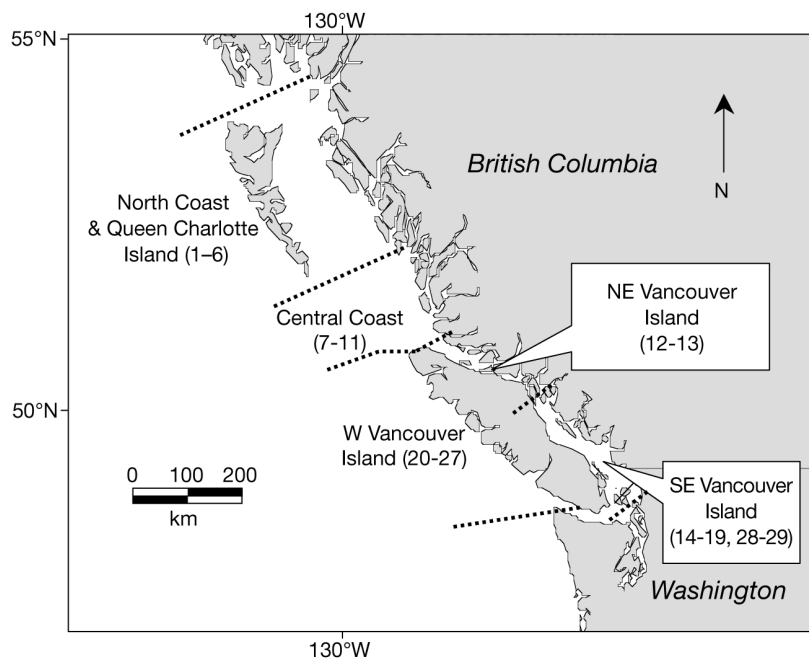 130°W
55°N
British Columbia
N
North Coast
& Queen Charlotte
Island (1–6)
NE Vancouver
Island
(12-13)
Central Coast
(7-11)
50°N
W Vancouver
Island (20-27)
0 100 200
km
SE Vancouver
Island
(14-19, 28-29)
Washington
130°W